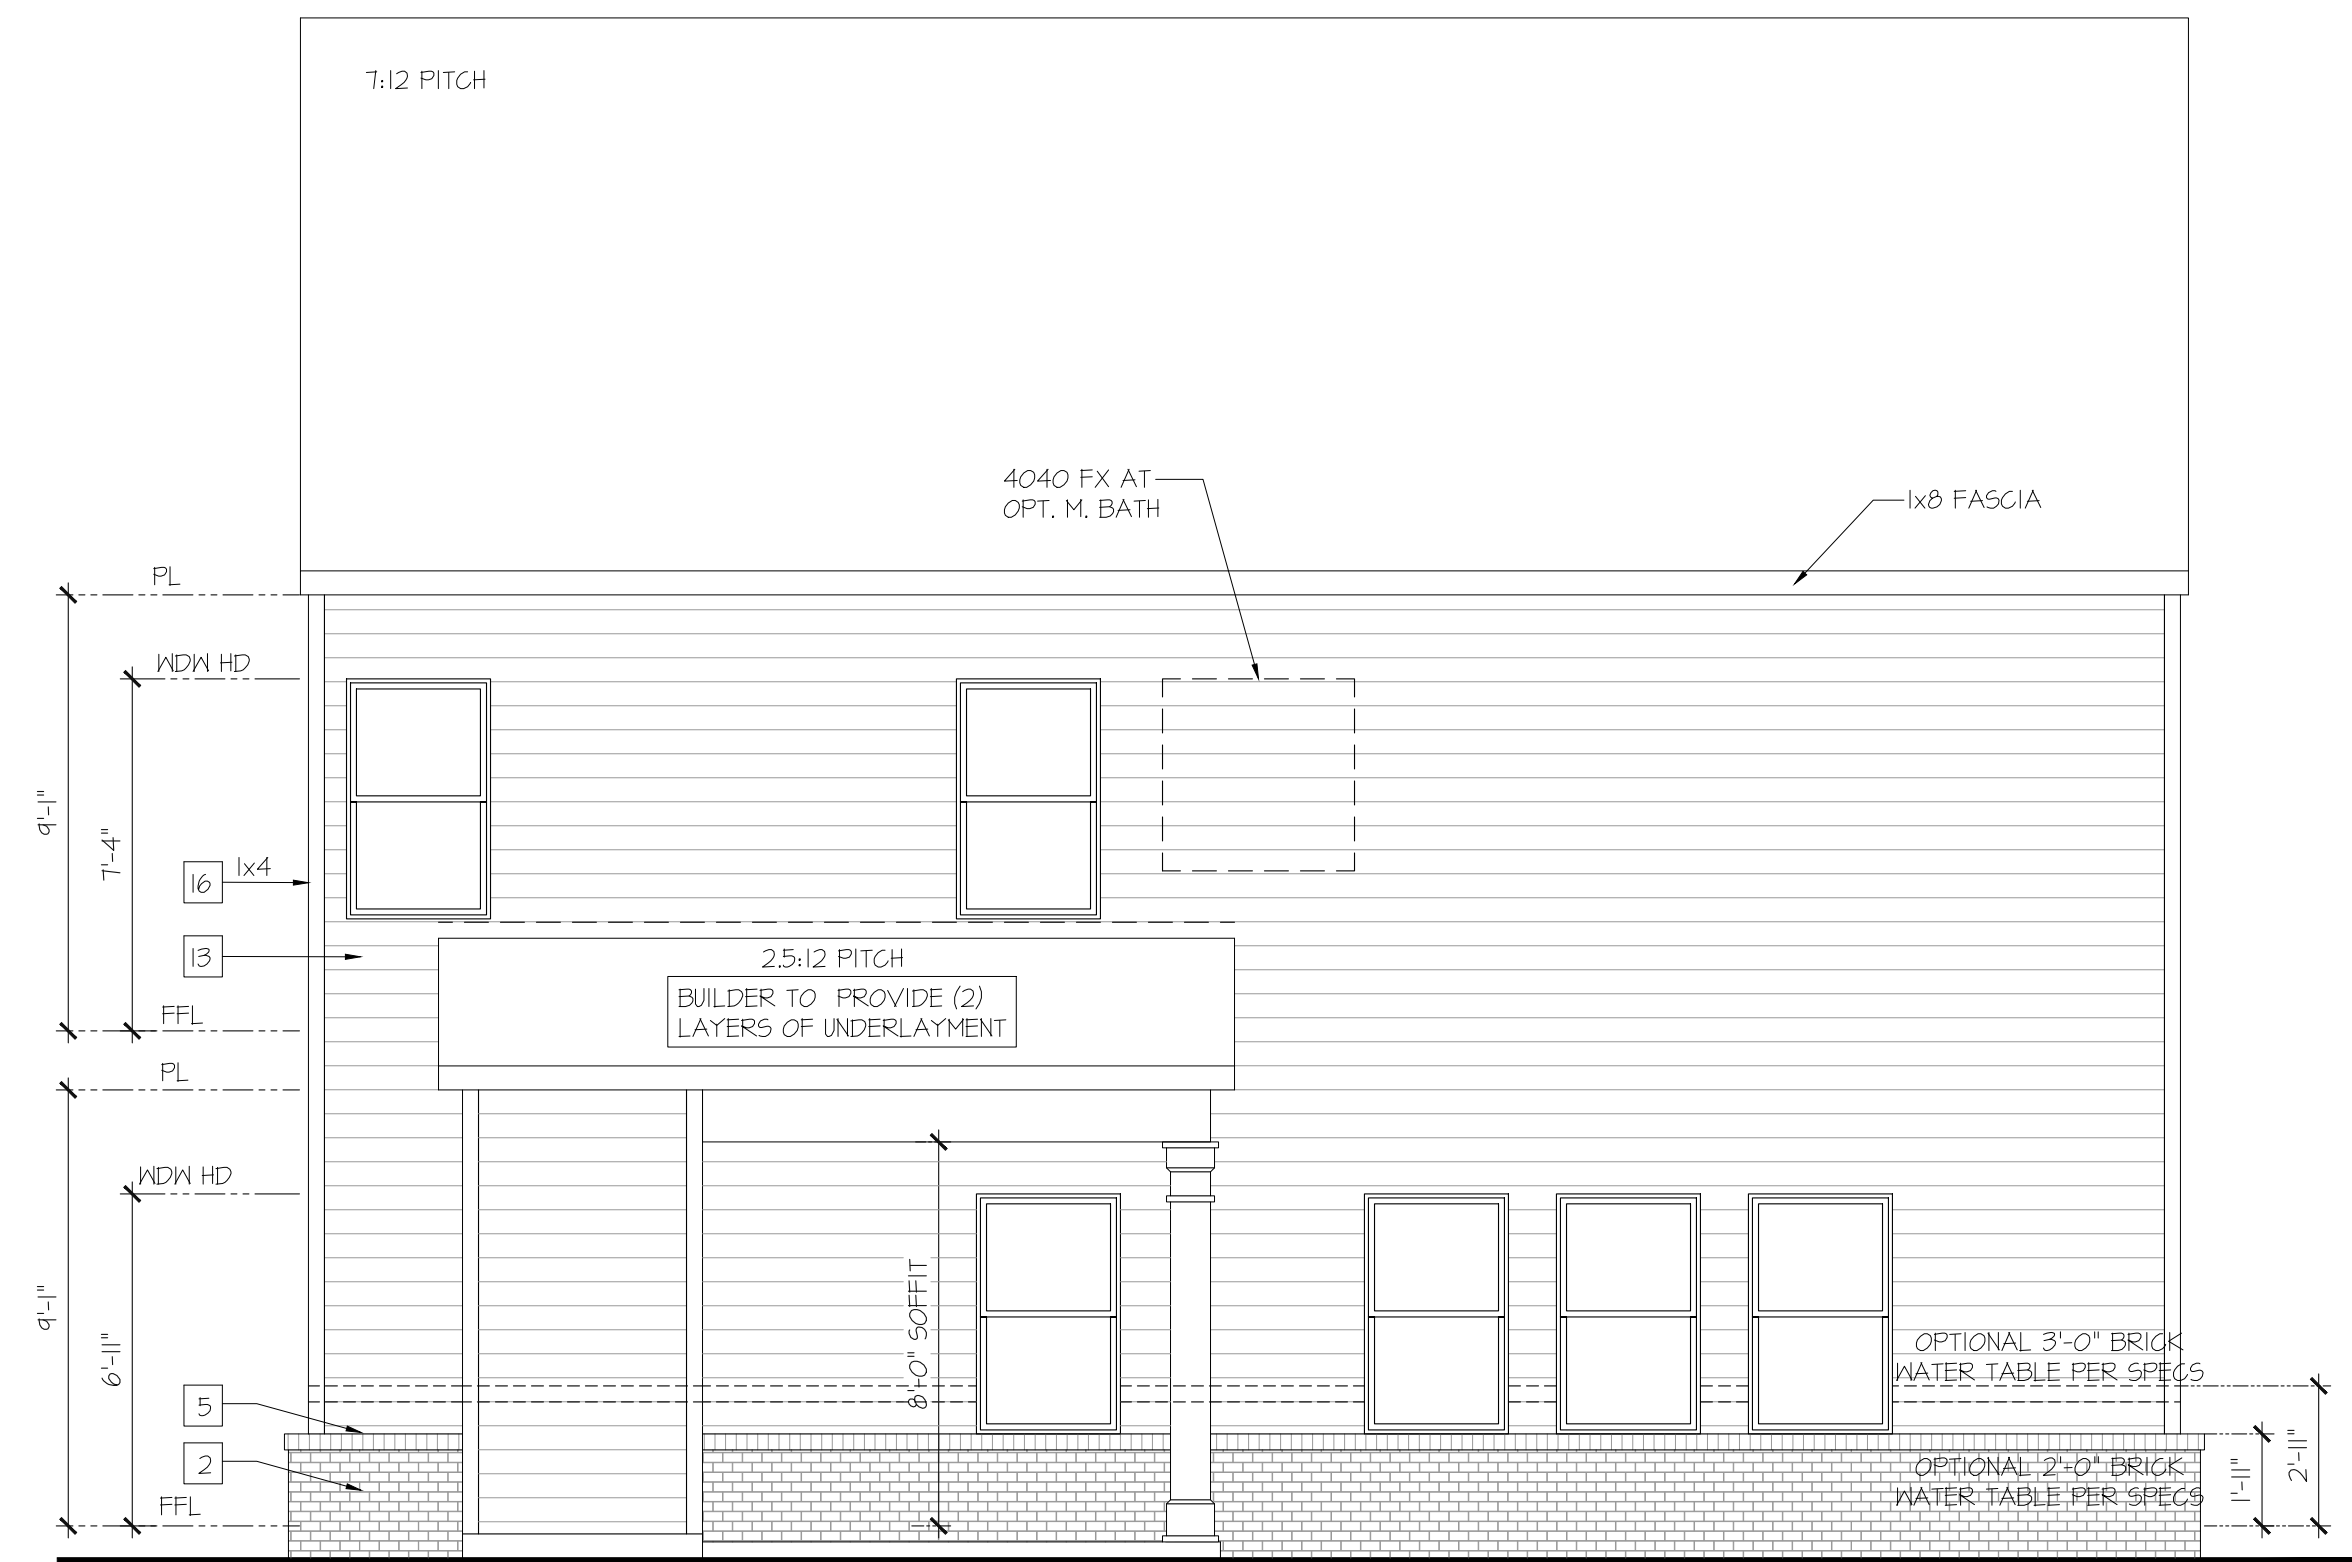 7:12 PITCH
4040 FX AT
OPT. M. BATH
1x8 FASCIA
PL
WDW HD
9'-1"
7'-4"
16
1x4
13
FFL
2.5:12 PITCH
BUILDER TO PROVIDE (2)
LAYERS OF UNDERLAYMENT
PL
WDW HD
9'-1"
6'-11"
8'-0" SOFFIT
OPTIONAL 3'-0" BRICK
WATER TABLE PER SPECS
5
2
OPTIONAL 2'-0" BRICK
WATER TABLE PER SPECS
1'-11"
2'-11"
FFL